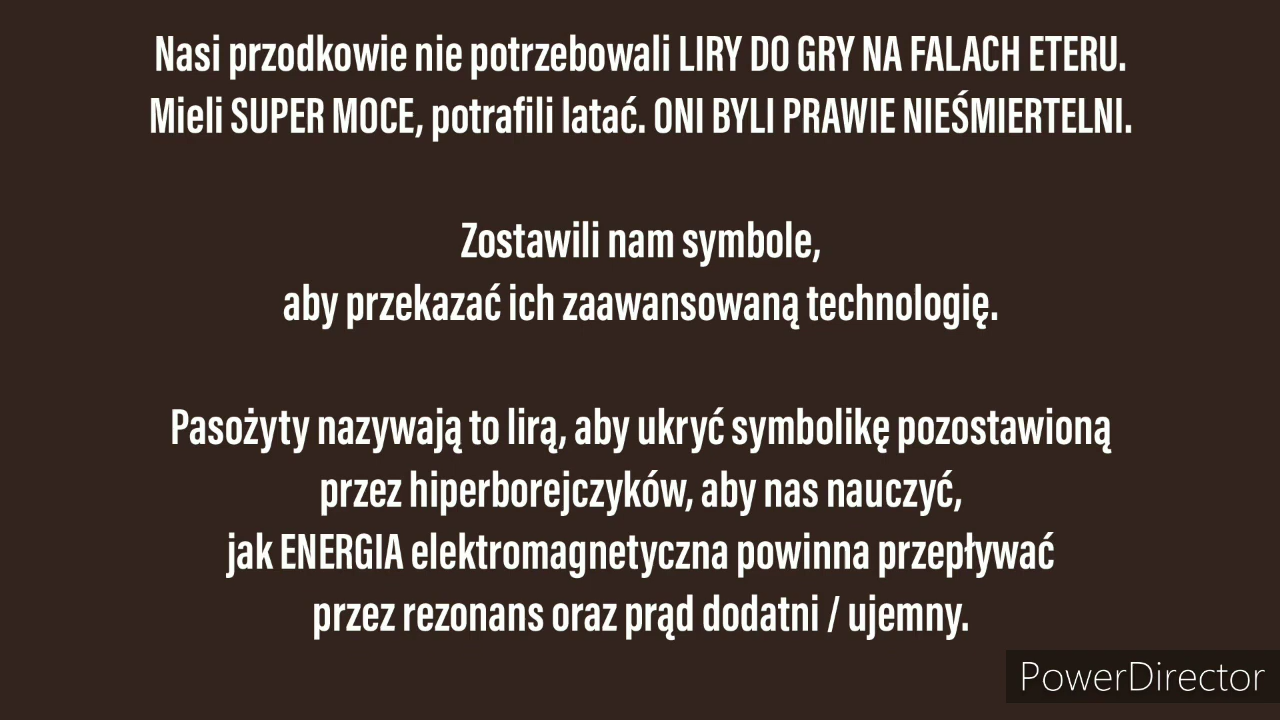 Nasi przodkowie nie potrzebowali LIRY DO GRY NA FALACH ETERU.
Mieli SUPER MOCE, potrafili latać. ONI BYLI PRAWIE NIEŚMIERTELNI.
Zostawili nam symbole,
aby przekazać ich zaawansowaną technologię.
Pasożyty nazywają to lirą, aby ukryć symbolikę pozostawioną
przez hiperborejczyków, aby nas nauczyć,
jak ENERGIA elektromagnetyczna powinna przepływać
przez rezonans oraz prąd dodatni / ujemny.
PowerDirector